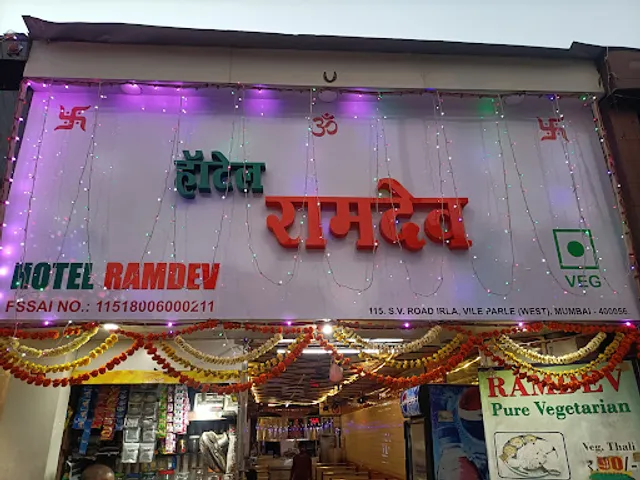 ॐ
हॉटेल
रामदेव
HOTEL RAMDEV
VEG
FSSAI NO.: 11518006000211
115, S.V. ROAD IRLA, VILE PARLE (WEST), MUMBAI - 400056
RAMDEV
Pure Vegetarian
Veg. Thali
₹ 90/-